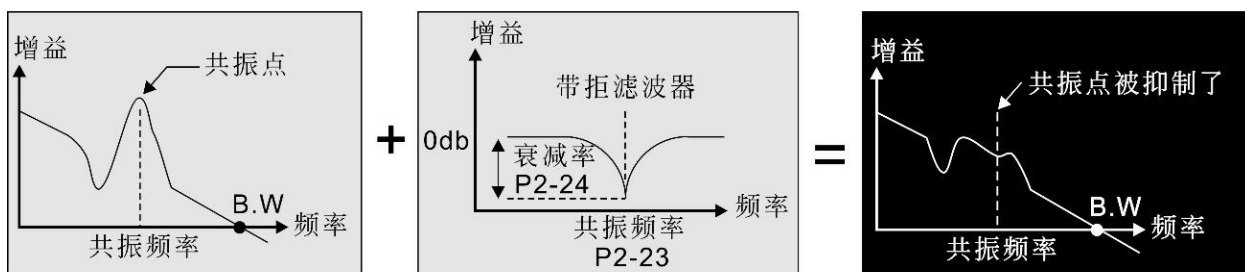 增益
共振点
B.W
频率
共振频率
+
增益
带拒滤波器
0db
衰减率
P2-24
频率
共振频率
P2-23
=
增益
共振点被抑制了
B.W
频率
共振频率